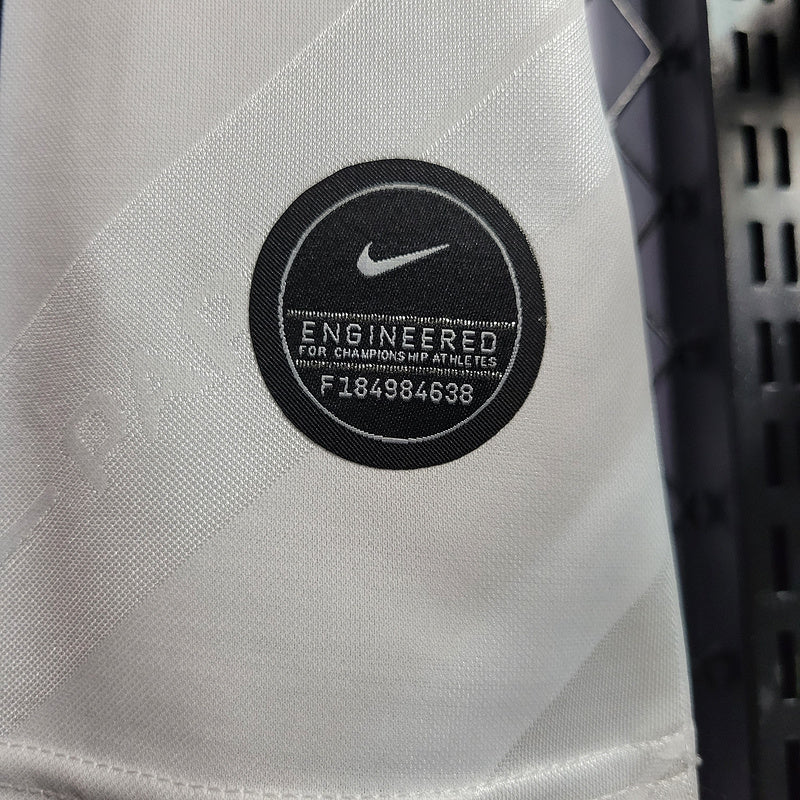 ENGINEERED
FOR CHAMPIONSHIP ATHLETES
F184984638